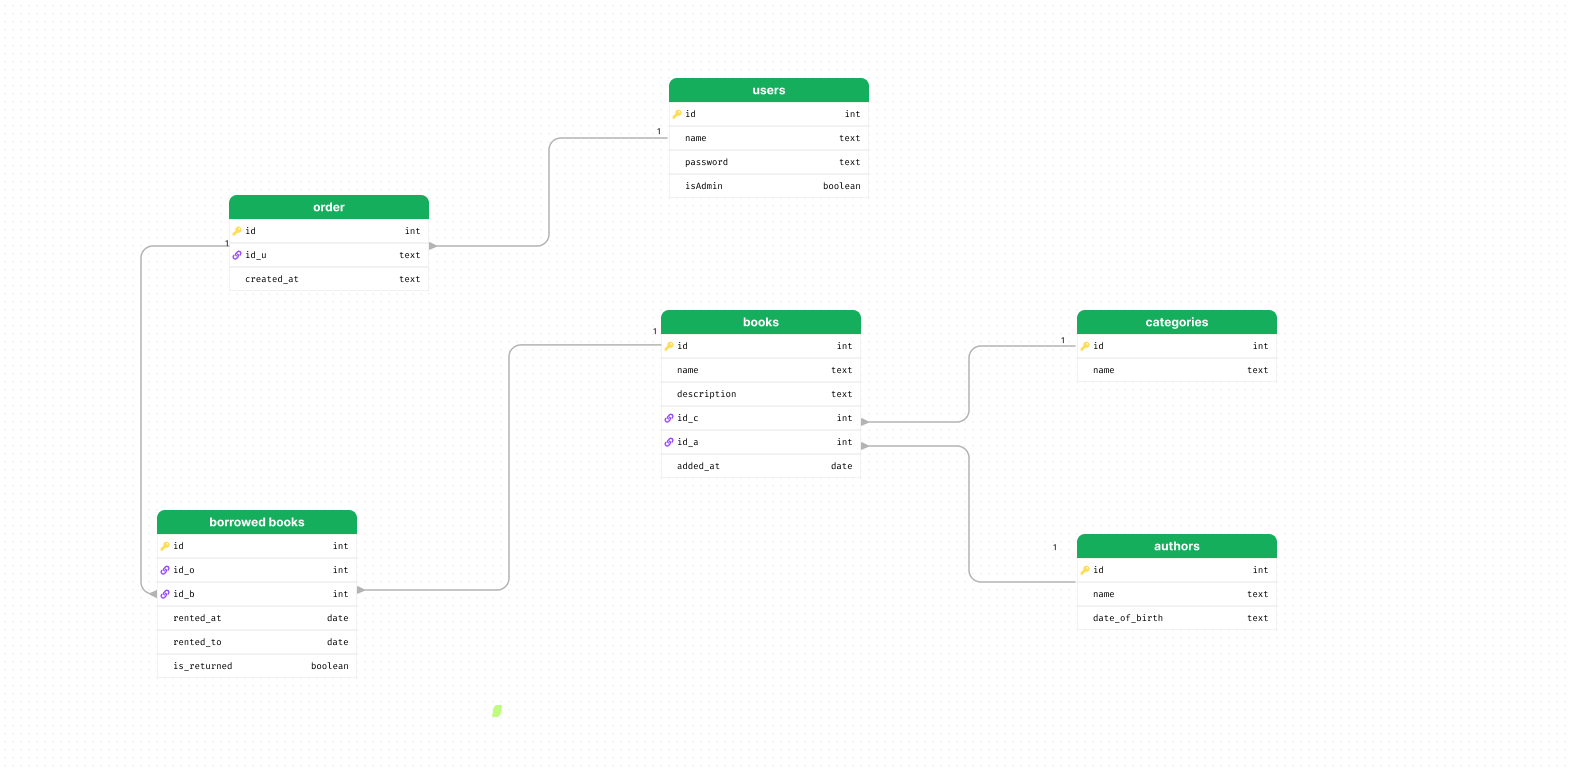 users
id int
1
name text
password text
isAdmin boolean
order
id int
1
id_u text
created_at text
books
1
id int
name text
description text
id_c int
id_a int
added_at date
categories
1
id int
name text
borrowed books
id int
id_o int
id_b int
rented_at date
rented_to date
is_returned boolean
authors
1
id int
name text
date_of_birth text